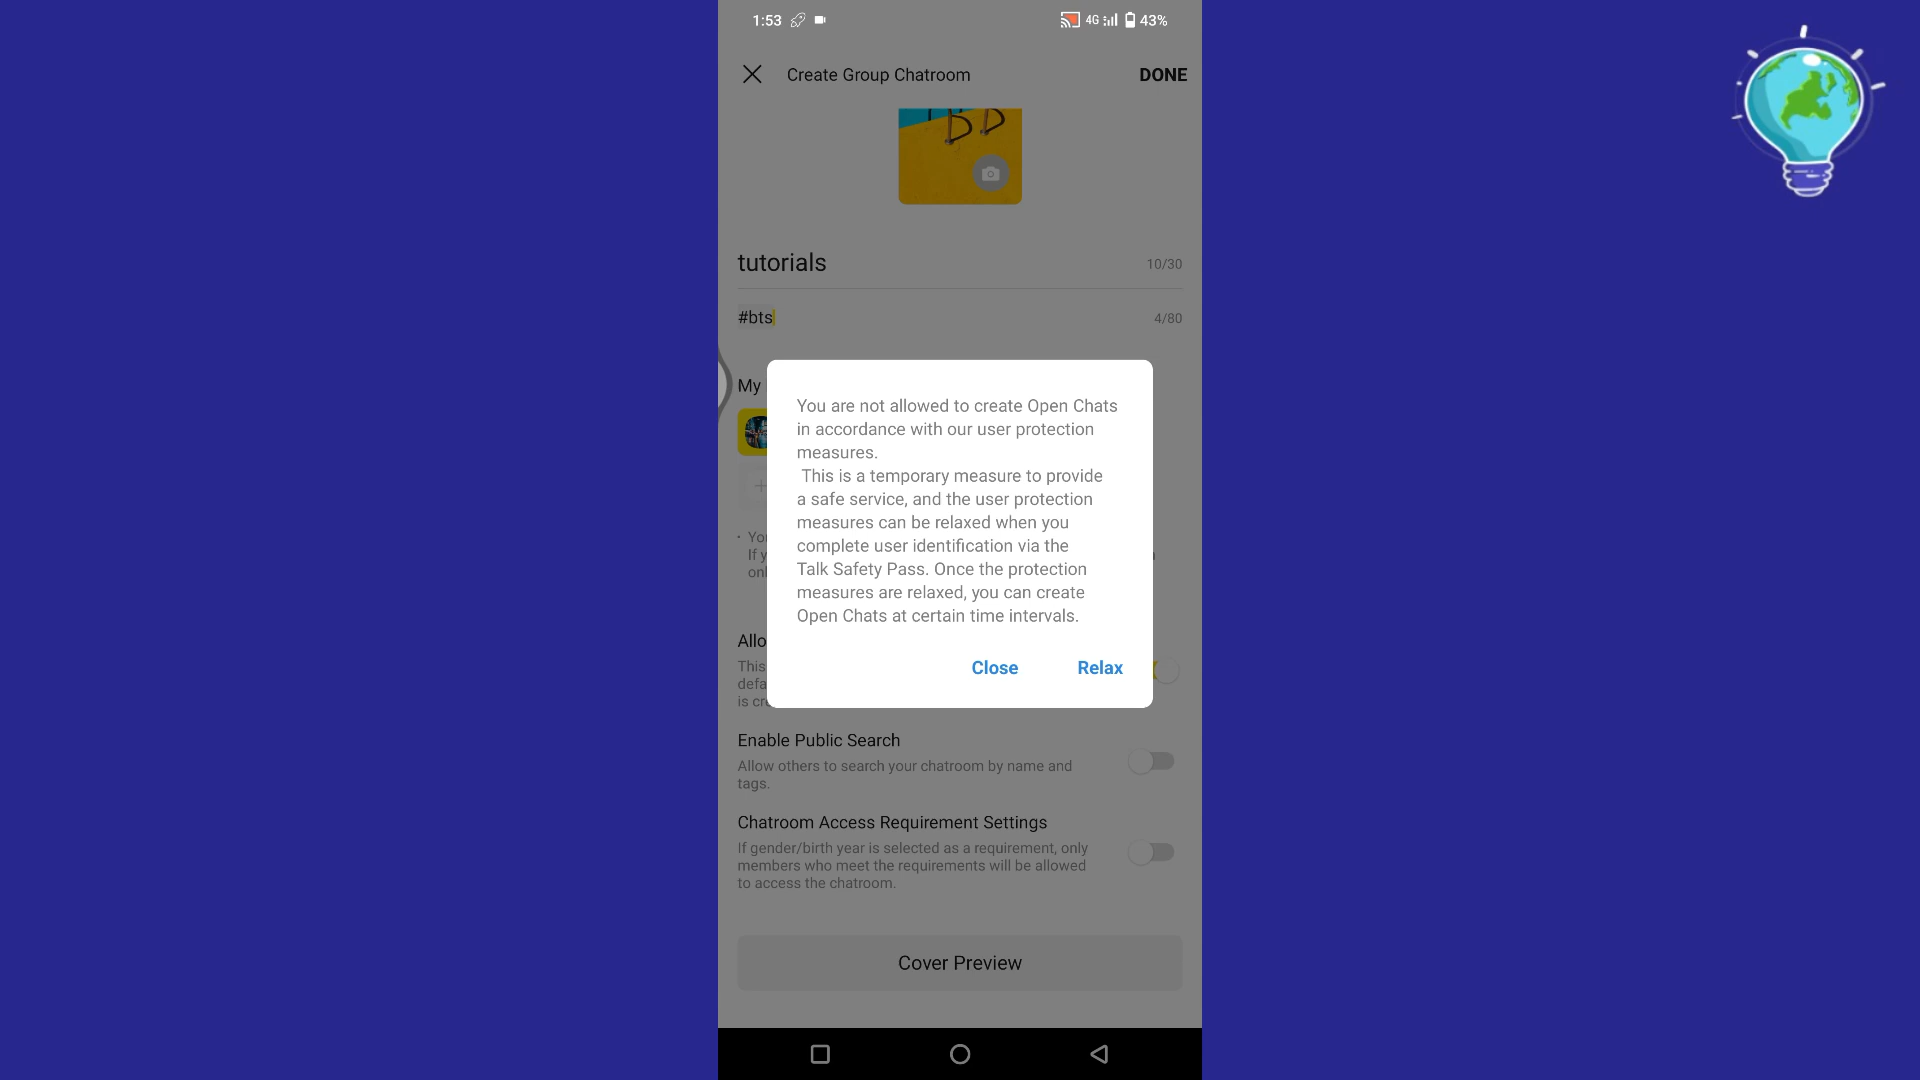 1:53 4G 43%
Create Group Chatroom DONE
tutorials 10/30
#bts 4/80
My
You are not allowed to create Open Chats
in accordance with our user protection
measures.
This is a temporary measure to provide
a safe service, and the user protection
measures can be relaxed when you
complete user identification via the
Talk Safety Pass. Once the protection
measures are relaxed, you can create
Open Chats at certain time intervals.
Close Relax
Enable Public Search
Allow others to search your chatroom by name and
tags.
Chatroom Access Requirement Settings
If gender/birth year is selected as a requirement, only
members who meet the requirements will be allowed
to access the chatroom.
Cover Preview